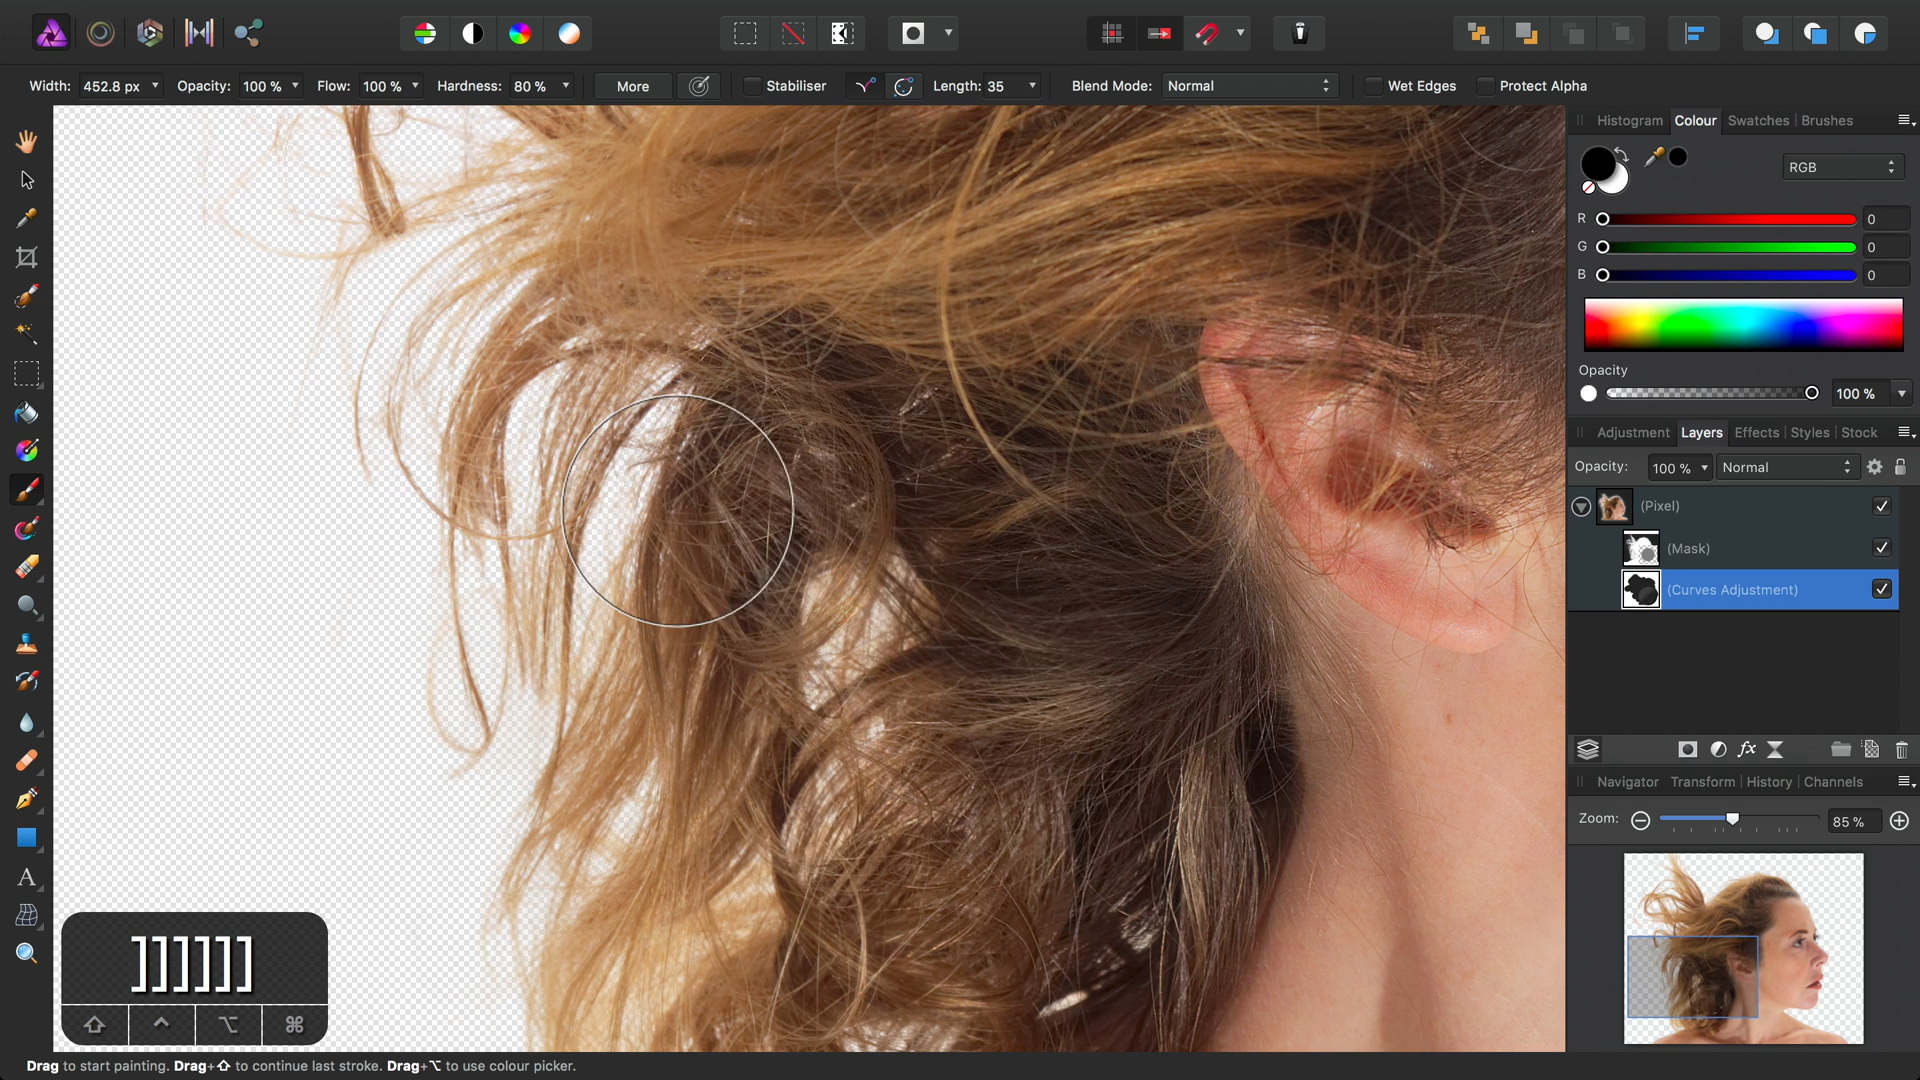 Width: 452.8 px Opacity: 100 % Flow: 100 % Hardness: 80 % More Stabiliser Length: 35 Blend Mode: Normal Wet Edges Protect Alpha
Histogram Colour Swatches Brushes
RGB
R 0
G 0
B 0
Opacity
100 %
Adjustment Layers Effects Styles Stock
Opacity: 100 % Normal
(Pixel)
(Mask)
(Curves Adjustment)
fx
Navigator Transform History Channels
Zoom: 85 %
A
]]]]]]
⇧ ⌃ ⌥ ⌘
Drag to start painting. Drag+⇧ to continue last stroke. Drag+⌥ to use colour picker.